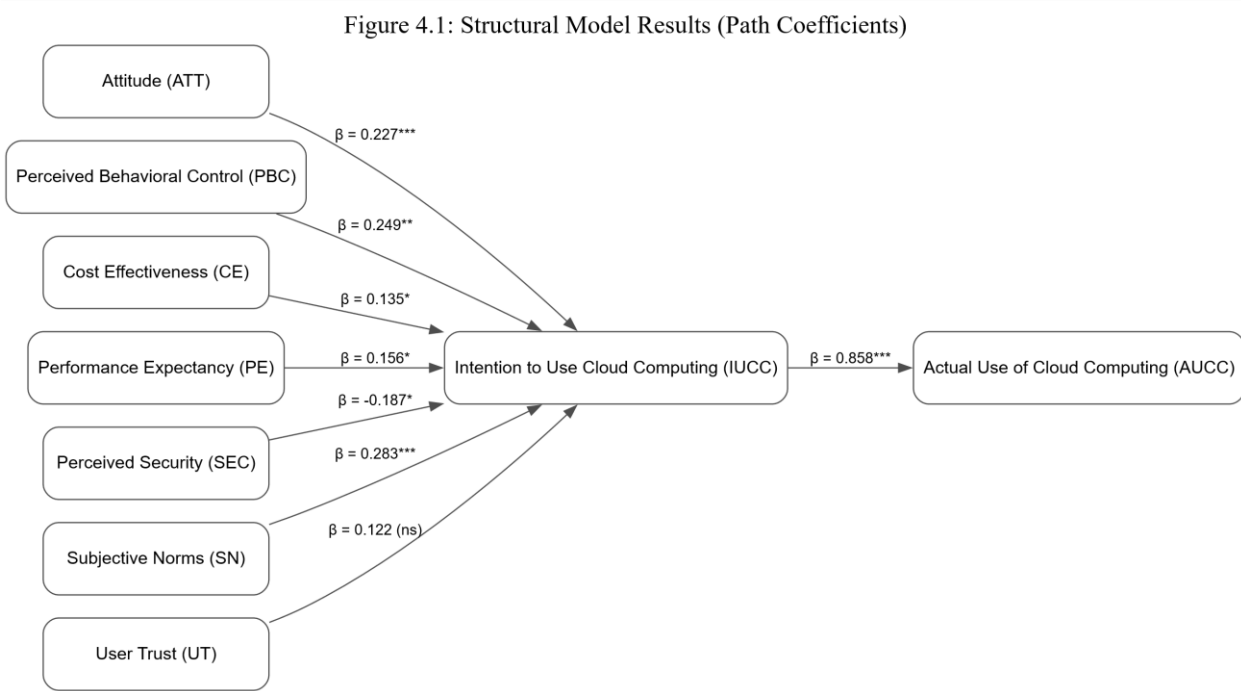 Figure 4.1: Structural Model Results (Path Coefficients)
Attitude (ATT)
β = 0.227***
Perceived Behavioral Control (PBC)
β = 0.249**
Cost Effectiveness (CE)
β = 0.135*
Performance Expectancy (PE)
β = 0.156*
Intention to Use Cloud Computing (IUCC)
β = 0.858***
Actual Use of Cloud Computing (AUCC)
β = -0.187*
Perceived Security (SEC)
β = 0.283***
Subjective Norms (SN)
β = 0.122 (ns)
User Trust (UT)